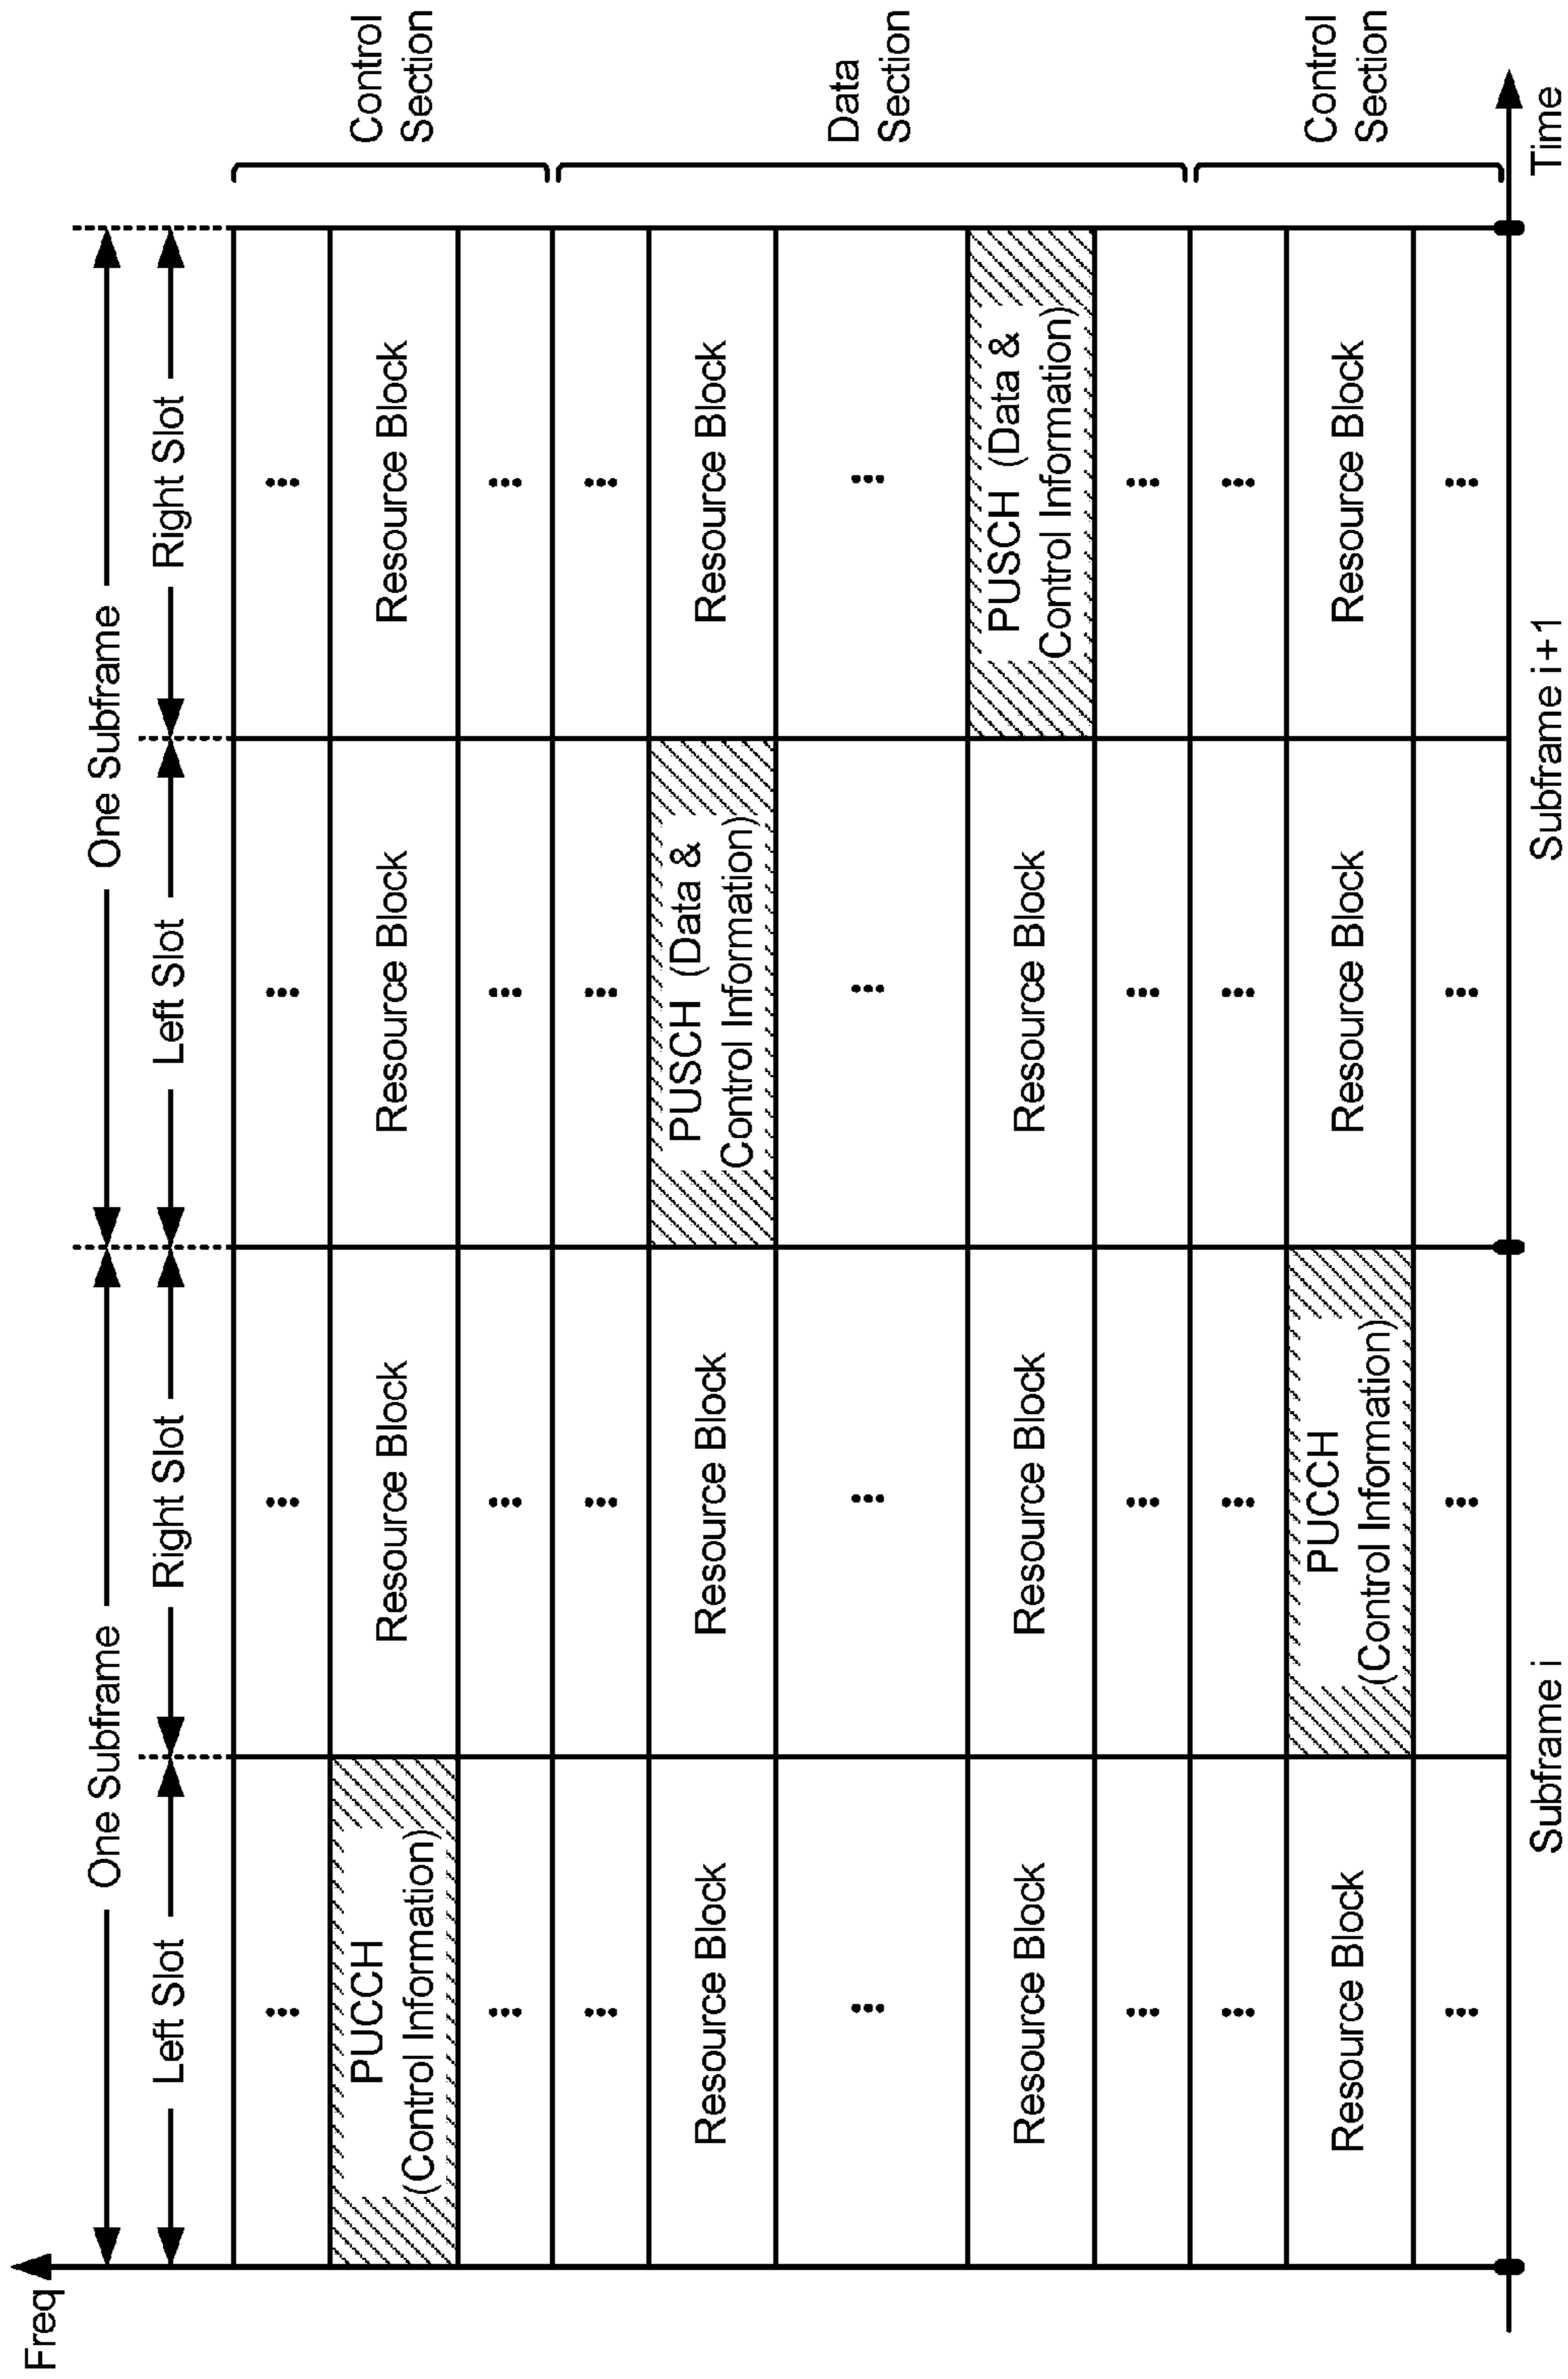 Freq
One Subframe
One Subframe
Left Slot
Right Slot
Left Slot
Right Slot
...
...
...
...
Control
Section
PUCCH
(Control Information)
Resource Block
Resource Block
Resource Block
...
...
...
...
...
...
...
...
Resource Block
Resource Block
PUSCH (Data &
Control Information)
Resource Block
...
...
...
...
Data
Section
Resource Block
Resource Block
Resource Block
PUSCH (Data &
Control Information)
...
...
...
...
...
...
...
...
Control
Section
Resource Block
PUCCH
(Control Information)
Resource Block
Resource Block
...
...
...
...
Subframe i
Subframe i+1
Time